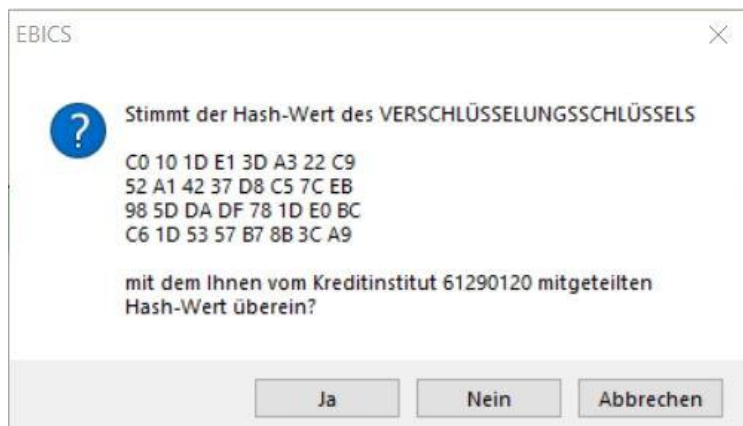 EBICS
Stimmt der Hash-Wert des VERSCHLÜSSELUNGSSCHLÜSSELS
C0 10 1D E1 3D A3 22 C9
52 A1 42 37 D8 C5 7C EB
98 5D DA DF 78 1D E0 BC
C6 1D 53 57 B7 8B 3C A9
mit dem Ihnen vom Kreditinstitut 61290120 mitgeteilten
Hash-Wert überein?
Ja
Nein
Abbrechen